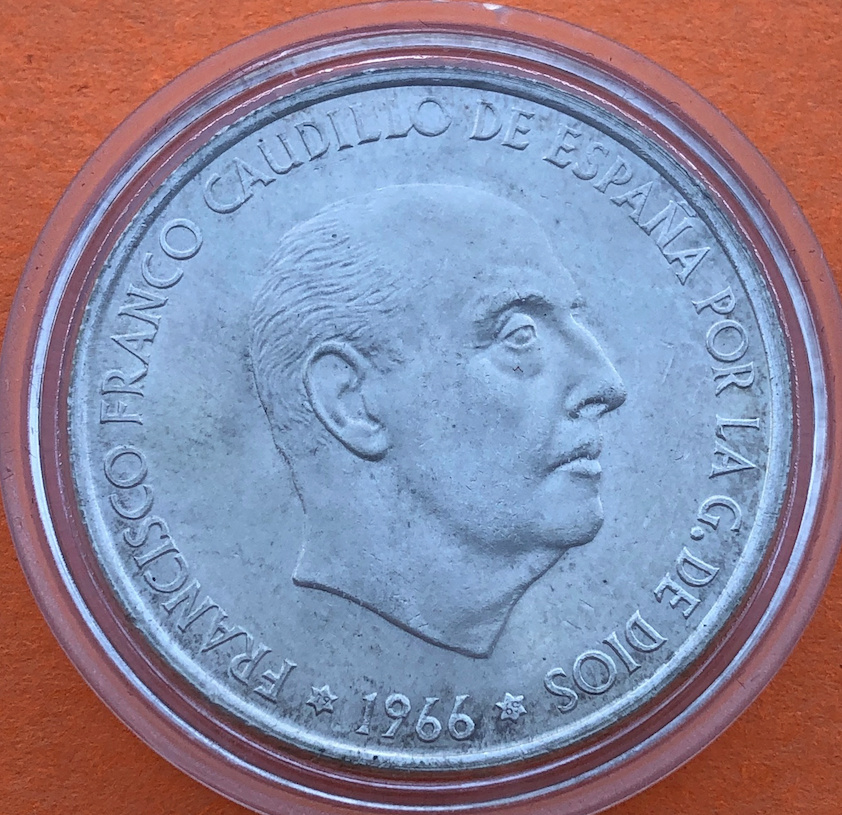 FRANCISCO FRANCO CAUDILLO DE ESPAÑA POR LA G. DE DIOS
1966